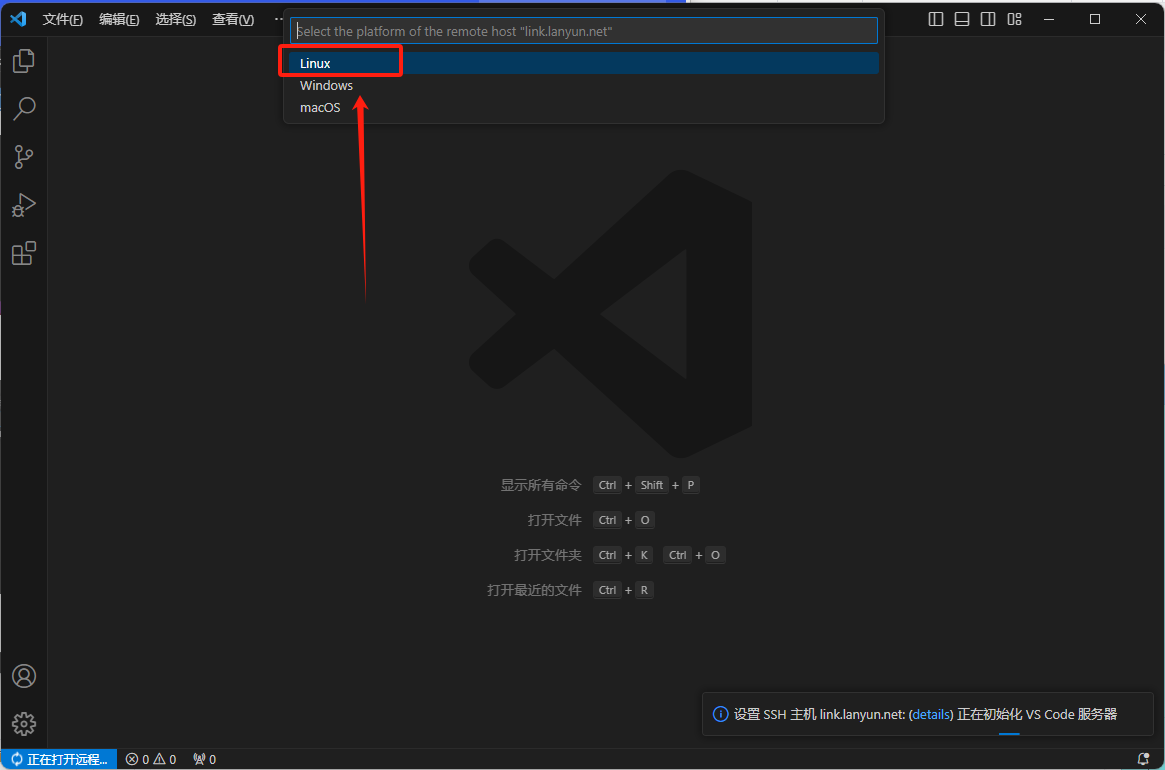 文件(F) 编辑(E) 选择(S) 查看(V) ···
Select the platform of the remote host "link.lanyun.net"
Linux
Windows
macOS
显示所有命令 Ctrl + Shift + P
打开文件 Ctrl + O
打开文件夹 Ctrl + K Ctrl + O
打开最近的文件 Ctrl + R
设置 SSH 主机 link.lanyun.net: (details) 正在初始化 VS Code 服务器
正在打开远程... 0 0 0